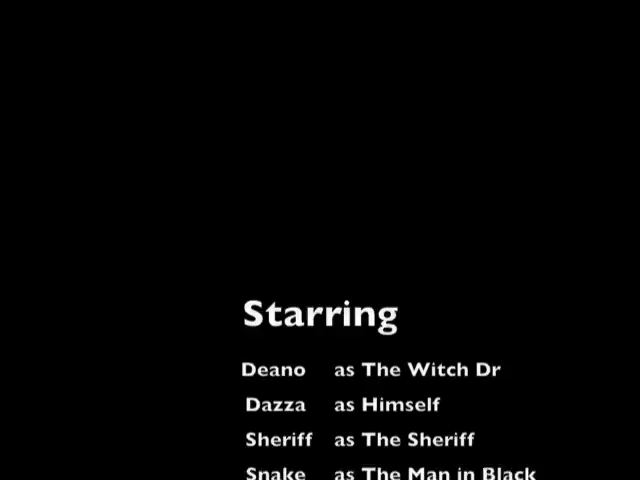 Starring
Deano as The Witch Dr
Dazza as Himself
Sheriff as The Sheriff
Snake as The Man in Black